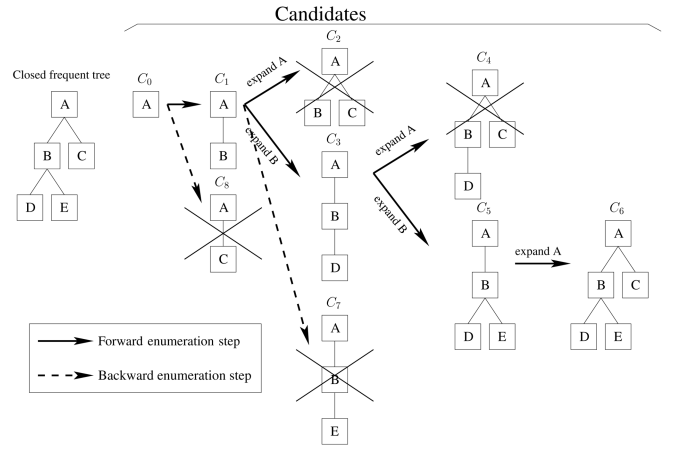 Candidates
Closed frequent tree
A
B C
D E
C0
A
C1
A
B
expand A
expand B
C2
A
B C
C3
A
B
D
expand A
expand B
C4
A
B C
D
C5
A
B
D E
expand A
C6
A
B C
D E
C8
A
C
C7
A
B
E
Forward enumeration step
Backward enumeration step